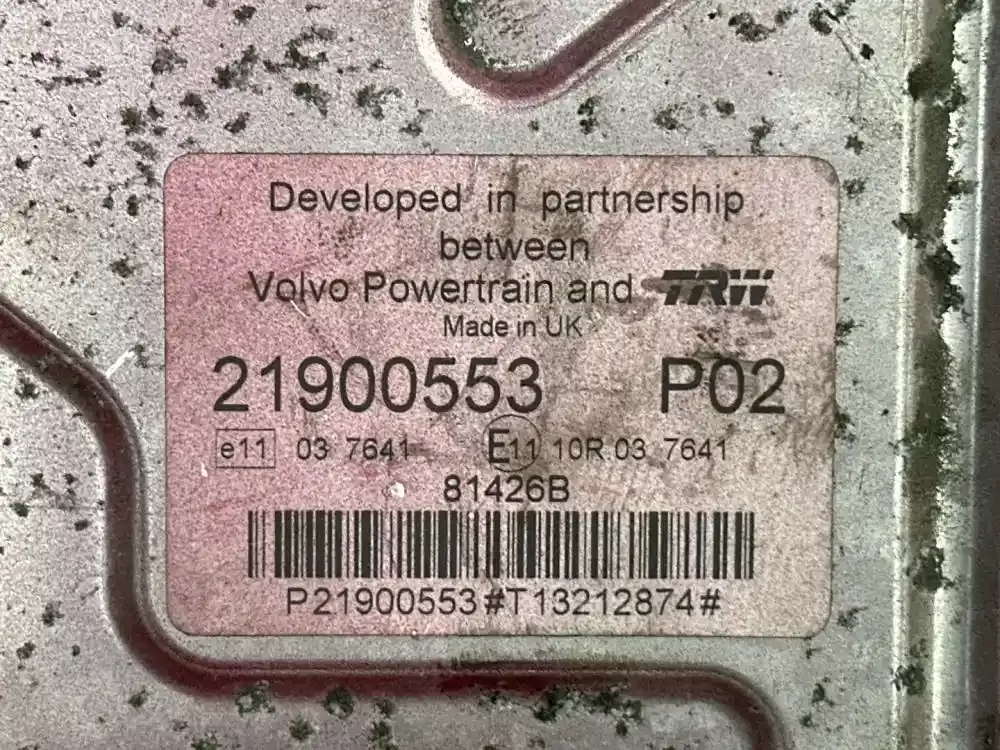 Developed in partnership
between
Volvo Powertrain and TRW
Made in UK
21900553 P02
e11 03 7641 E11 10R 03 7641
81426B
P21900553#T13212874#